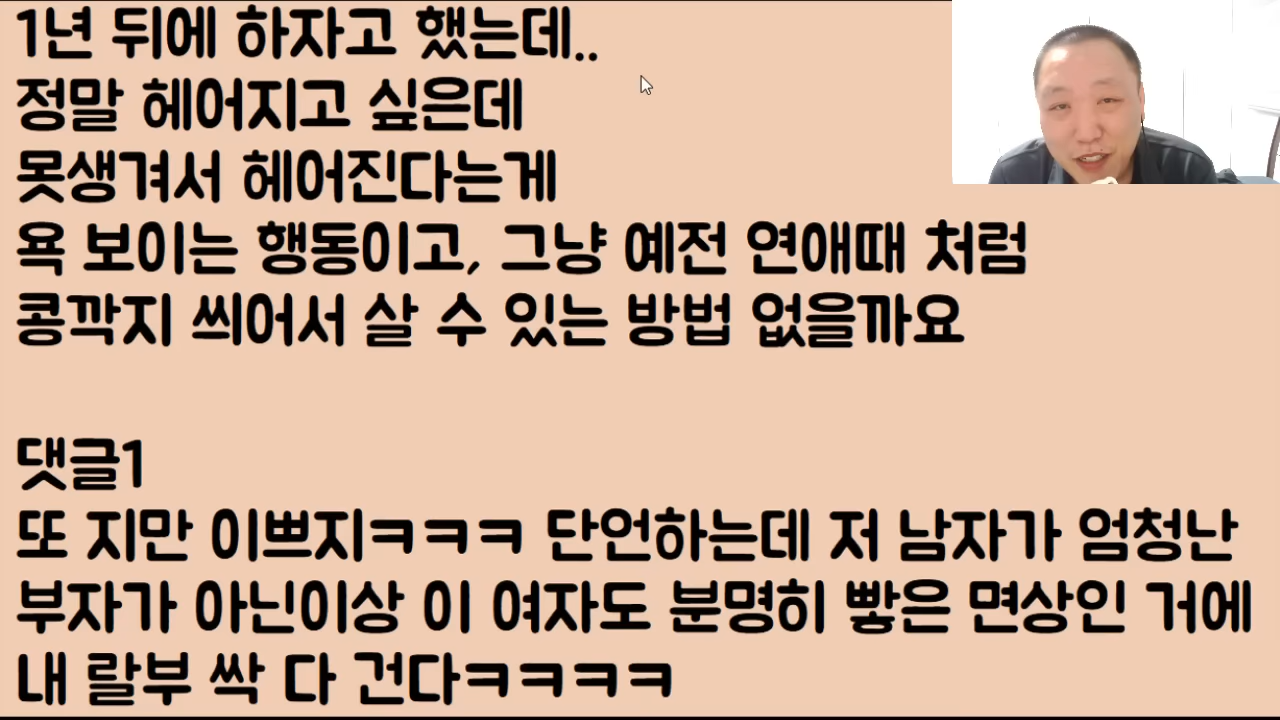 1년 뒤에 하자고 했는데..
정말 헤어지고 싶은데
못생겨서 헤어진다는게
욕 보이는 행동이고, 그냥 예전 연애때 처럼
콩깍지 씌어서 살 수 있는 방법 없을까요
댓글1
또 지만 이쁘지ㅋㅋㅋ 단언하는데 저 남자가 엄청난
부자가 아닌이상 이 여자도 분명히 빻은 면상인 거에
내 랄부 싹 다 건다ㅋㅋㅋㅋ